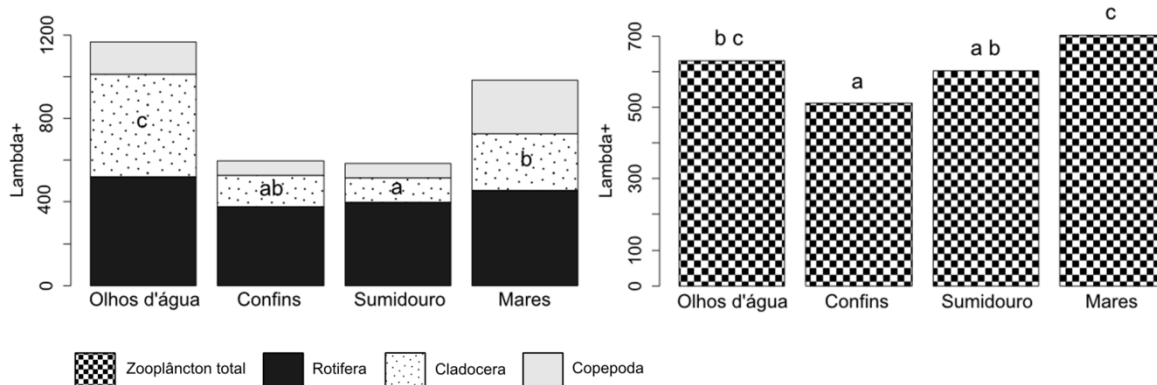 Lambda+
1200
800
400
0
c
ab
a
b
Olhos d'água Confins Sumidouro Mares
Lambda+
700
500
300
100
0
b c
a
a b
c
Olhos d'água Confins Sumidouro Mares
Zooplâncton total Rotifera Cladocera Copepoda